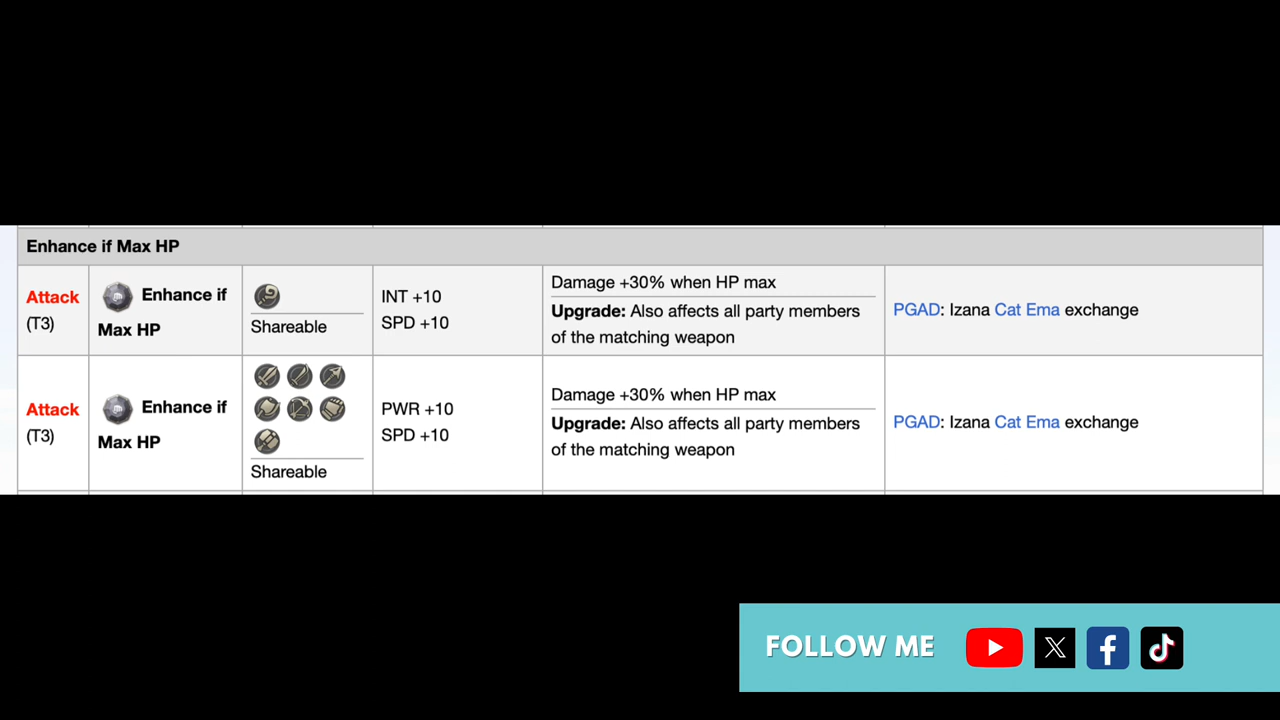 Enhance if Max HP
Attack
(T3)
Enhance if
Max HP
Shareable
INT +10
SPD +10
Damage +30% when HP max
Upgrade: Also affects all party members
of the matching weapon
PGAD: Izana Cat Ema exchange
Attack
(T3)
Enhance if
Max HP
Shareable
PWR +10
SPD +10
Damage +30% when HP max
Upgrade: Also affects all party members
of the matching weapon
PGAD: Izana Cat Ema exchange
FOLLOW ME